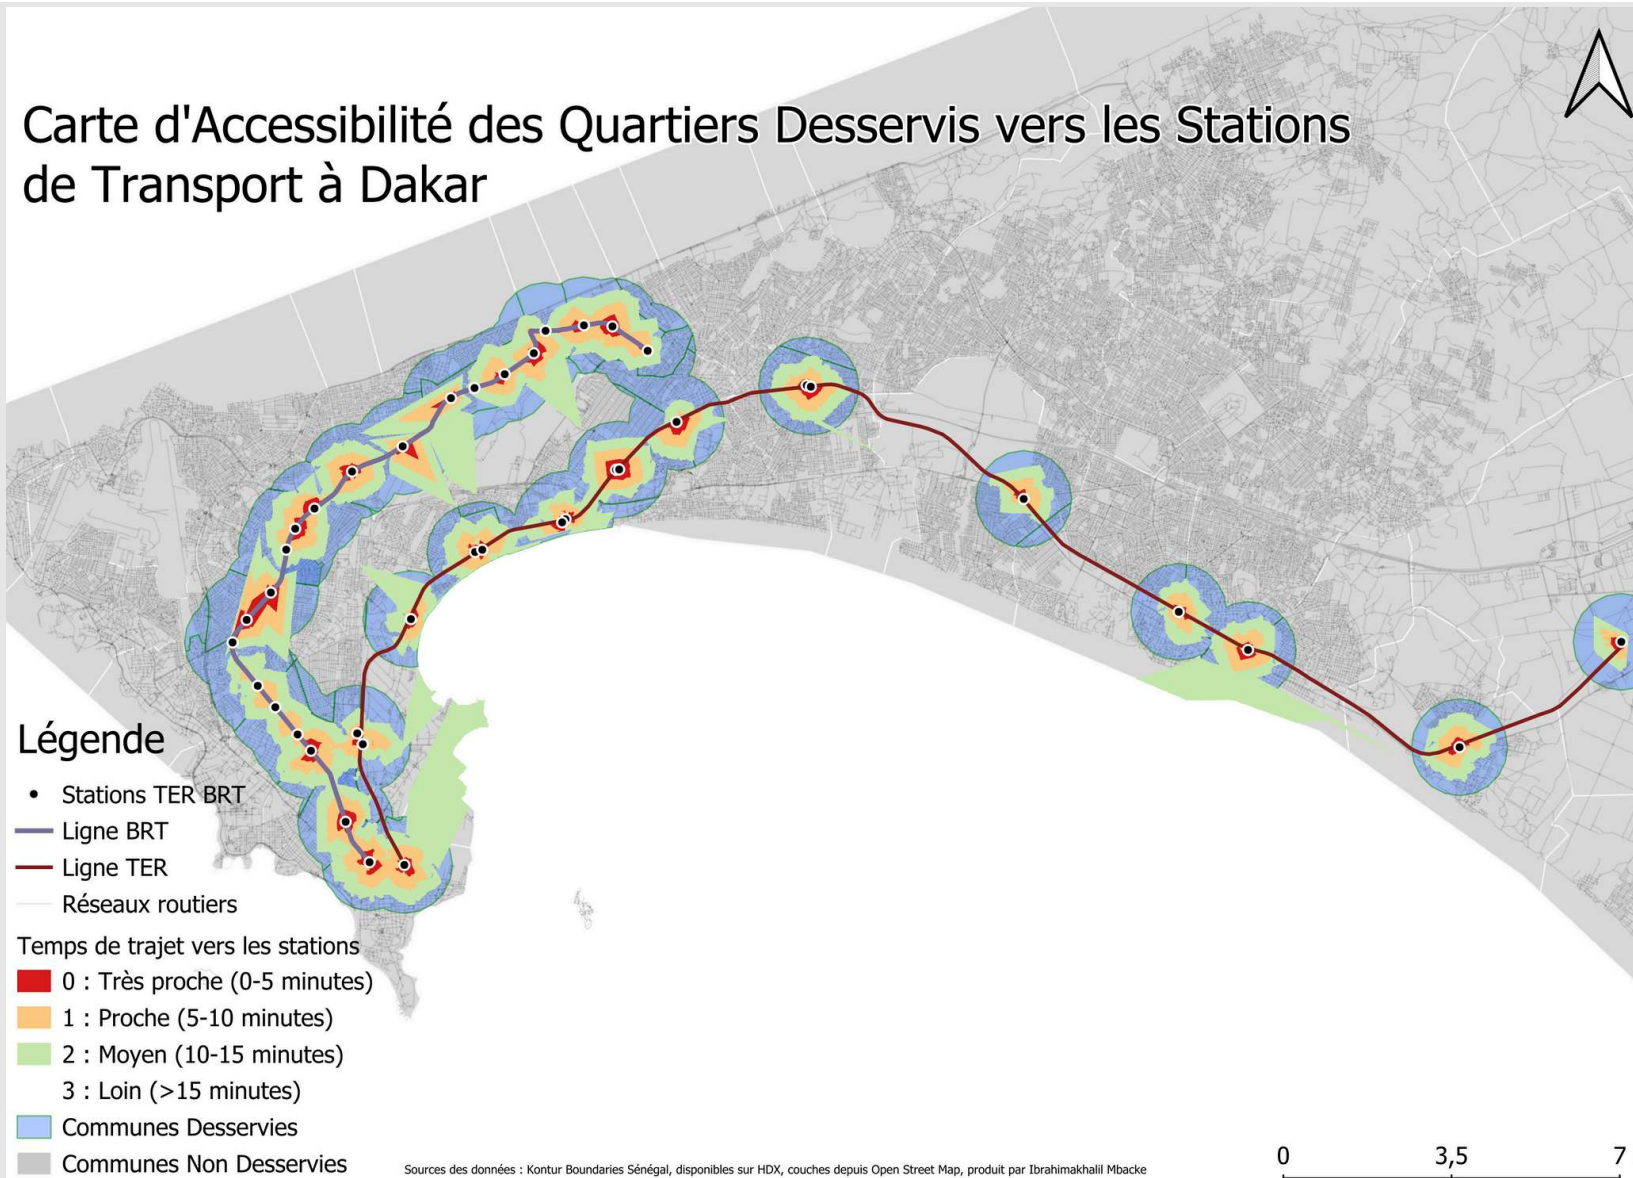 Carte d'Accessibilité des Quartiers Desservis vers les Stations
de Transport à Dakar
Légende
Stations TER BRT
Ligne BRT
Ligne TER
Réseaux routiers
Temps de trajet vers les stations
0 : Très proche (0-5 minutes)
1 : Proche (5-10 minutes)
2 : Moyen (10-15 minutes)
3 : Loin (>15 minutes)
Communes Desservies
Communes Non Desservies
Sources des données : Kontur Boundaries Sénégal, disponibles sur HDX, couches depuis Open Street Map, produit par Ibrahimakhalil Mbacke
0 3,5 7